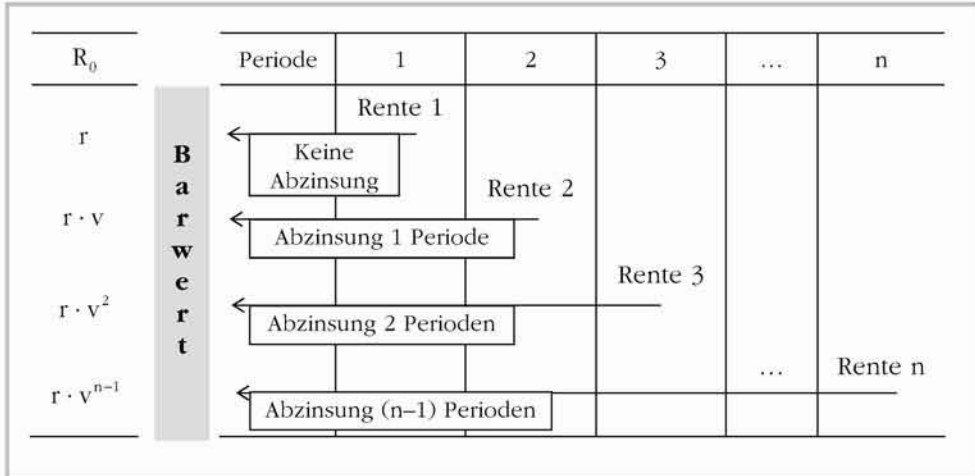 R₀ Periode 1 2 3 ... n
Rente 1
r
Keine
Abzinsung
Rente 2
r · v
Abzinsung 1 Periode
Rente 3
r · v²
Abzinsung 2 Perioden
... Rente n
r · vⁿ⁻¹
Abzinsung (n–1) Perioden
Barwert